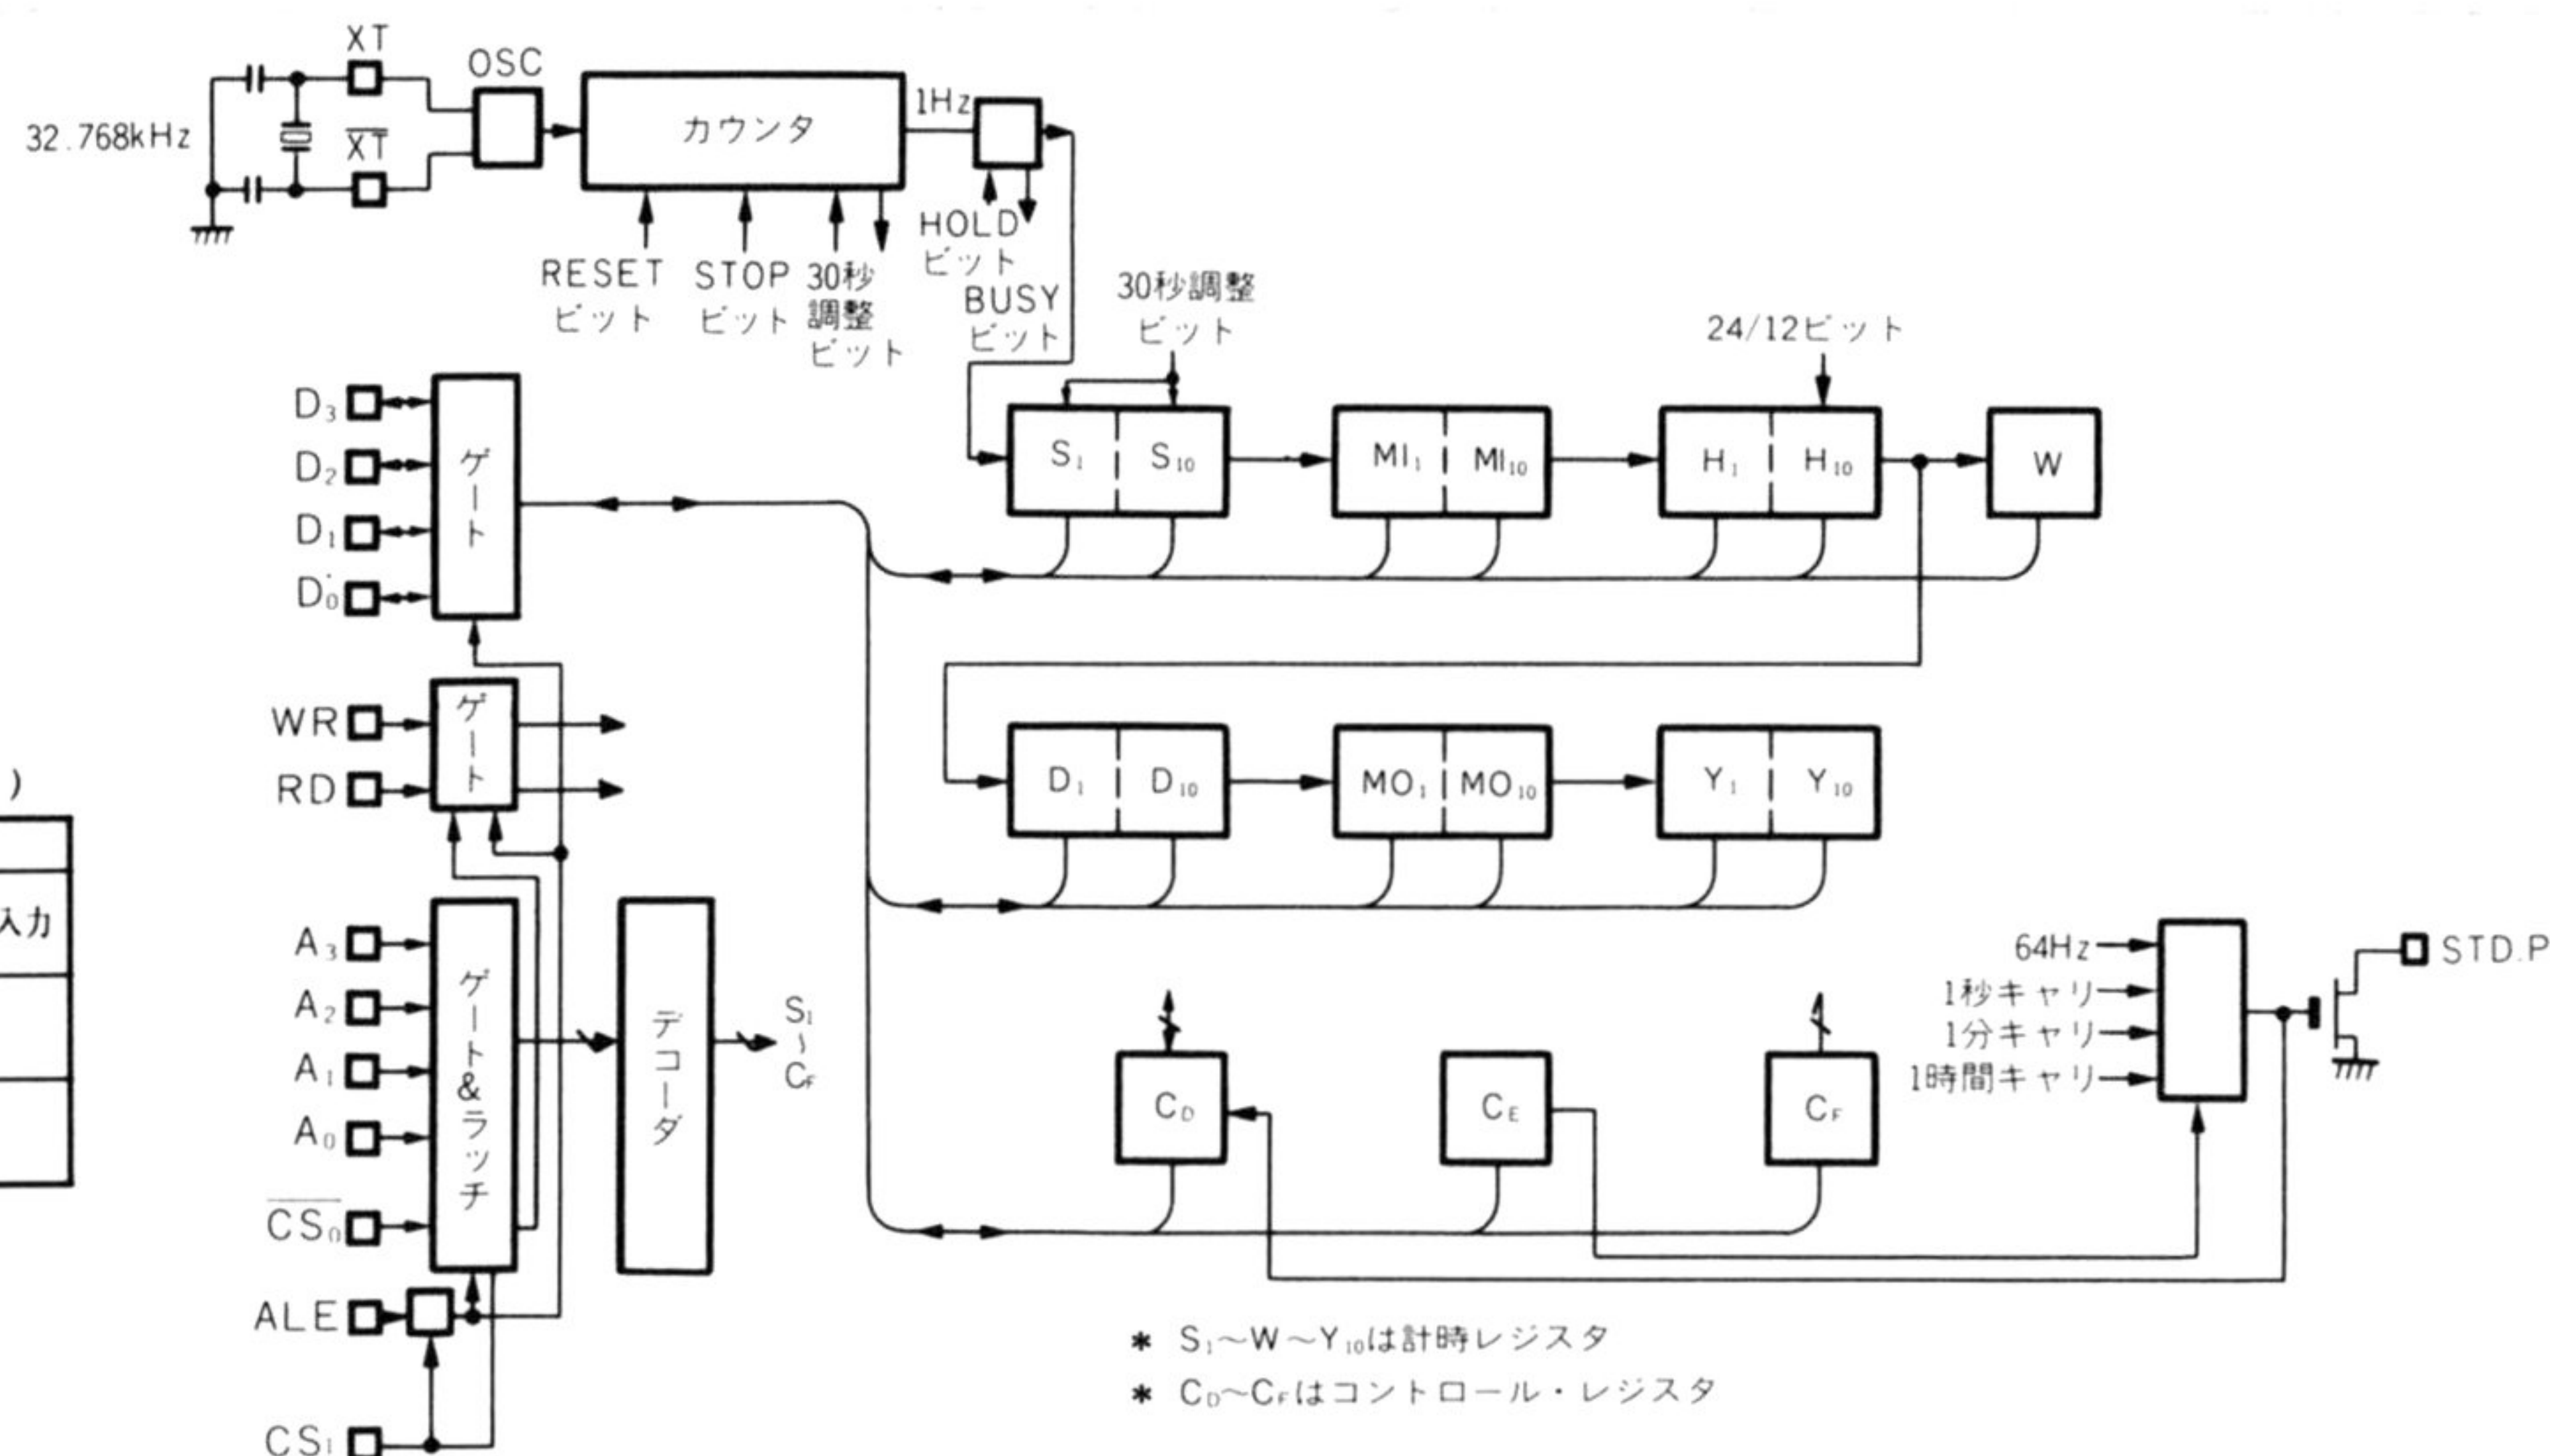 XT
OSC
32.768kHz
XT
カウンタ
1Hz
RESET
ビット
STOP
ビット
30秒
調整
ビット
HOLD
ビット
BUSY
ビット
30秒調整
ビット
24/12ビット
D3
D2
D1
D0
ゲート
S1
S10
MI1
MI10
H1
H10
W
WR
RD
ゲート
D1
D10
MO1
MO10
Y1
Y10
)
入力
A3
A2
A1
A0
CS0
ゲート&ラッチ
デコーダ
S1
~
CF
ALE
CS1
CD
CE
CF
64Hz
1秒キャリ
1分キャリ
1時間キャリ
STD.P
* S1~W~Y10は計時レジスタ
* CD~CFはコントロール・レジスタ